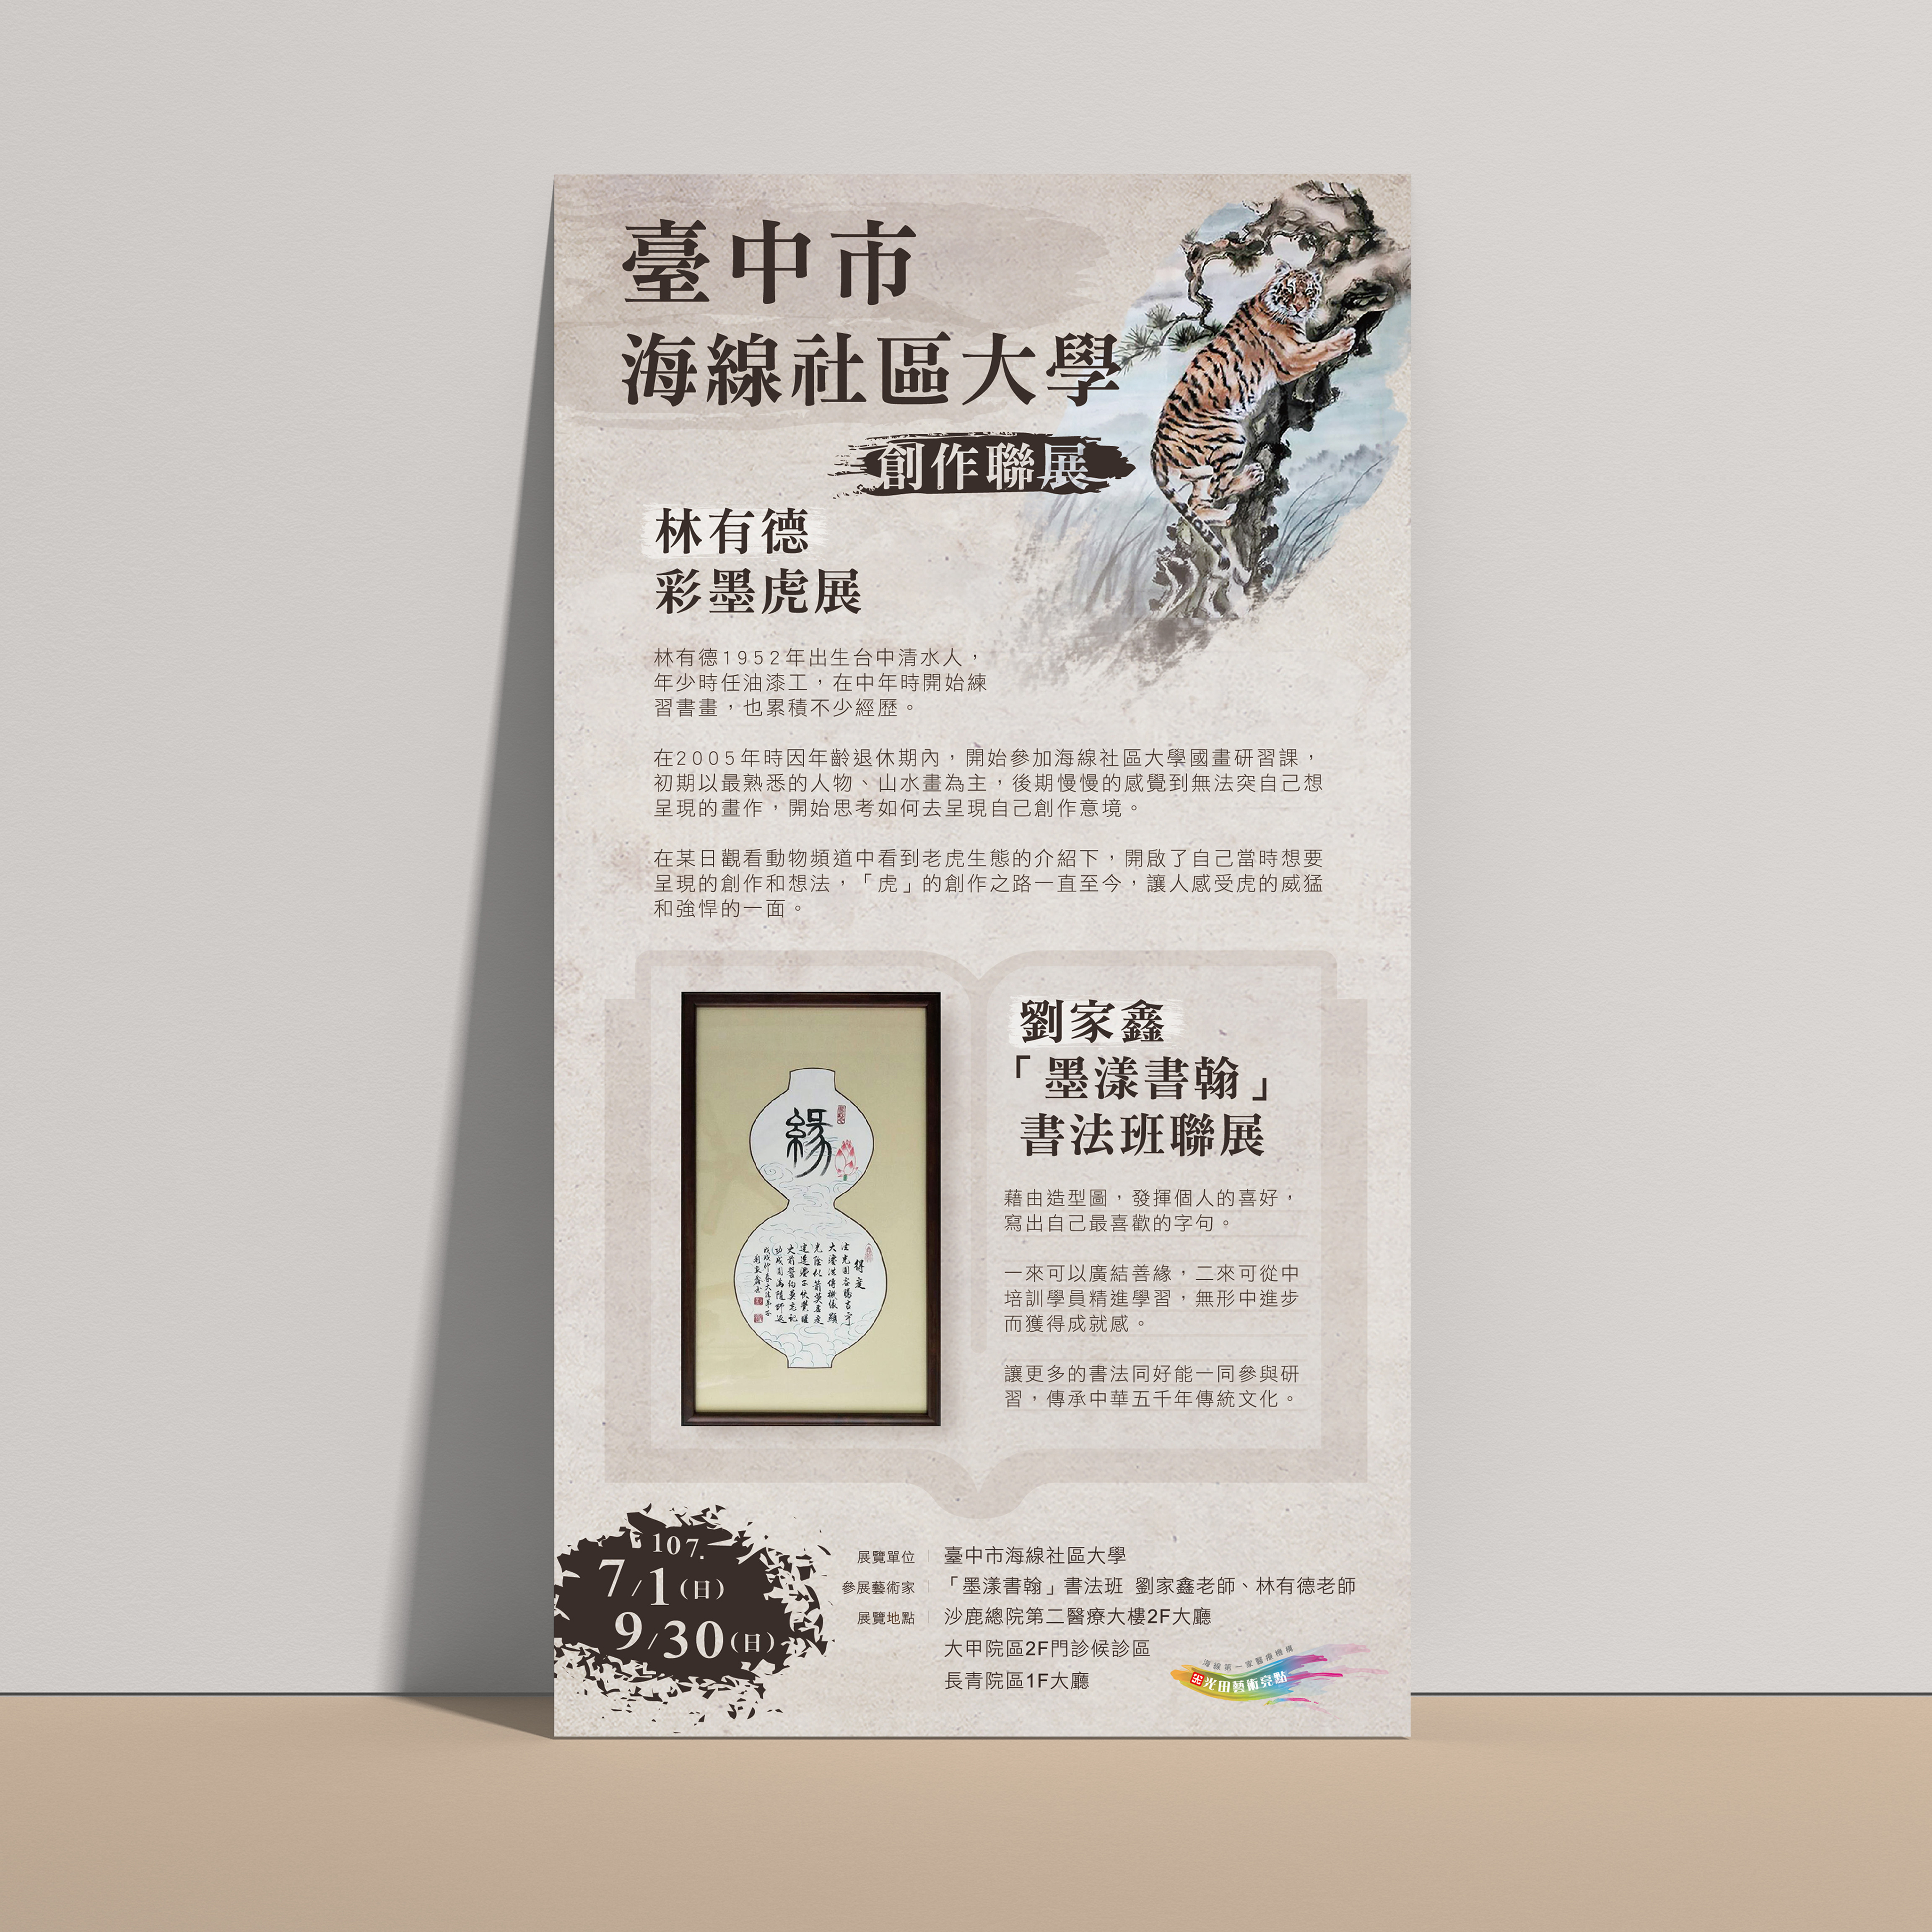 臺中市
海線社區大學
創作聯展
林有德
彩墨虎展
林有德1952年出生台中清水人，
年少時任油漆工，在中年時開始練
習書畫，也累積不少經歷。
在2005年時因年齡退休期內，開始參加海線社區大學國畫研習課，
初期以最熟悉的人物、山水畫為主，後期慢慢的感覺到無法突自己想
呈現的畫作，開始思考如何去呈現自己創作意境。
在某日觀看動物頻道中看到老虎生態的介紹下，開啟了自己當時想要
呈現的創作和想法，「虎」的創作之路一直至今，讓人感受虎的威猛
和強悍的一面。
緣
得度
劉家鑫
「墨漾書翰」
書法班聯展
藉由造型圖，發揮個人的喜好，
寫出自己最喜歡的字句。
一來可以廣結善緣，二來可從中
培訓學員精進學習，無形中進步
而獲得成就感。
讓更多的書法同好能一同參與研
習，傳承中華五千年傳統文化。
107.
7/1(日)
9/30(日)
展覽單位 臺中市海線社區大學
參展藝術家 「墨漾書翰」書法班 劉家鑫老師、林有德老師
展覽地點 沙鹿總院第二醫療大樓2F大廳
大甲院區2F門診候診區
長青院區1F大廳
海線第一家醫療機構
光田藝術亮點